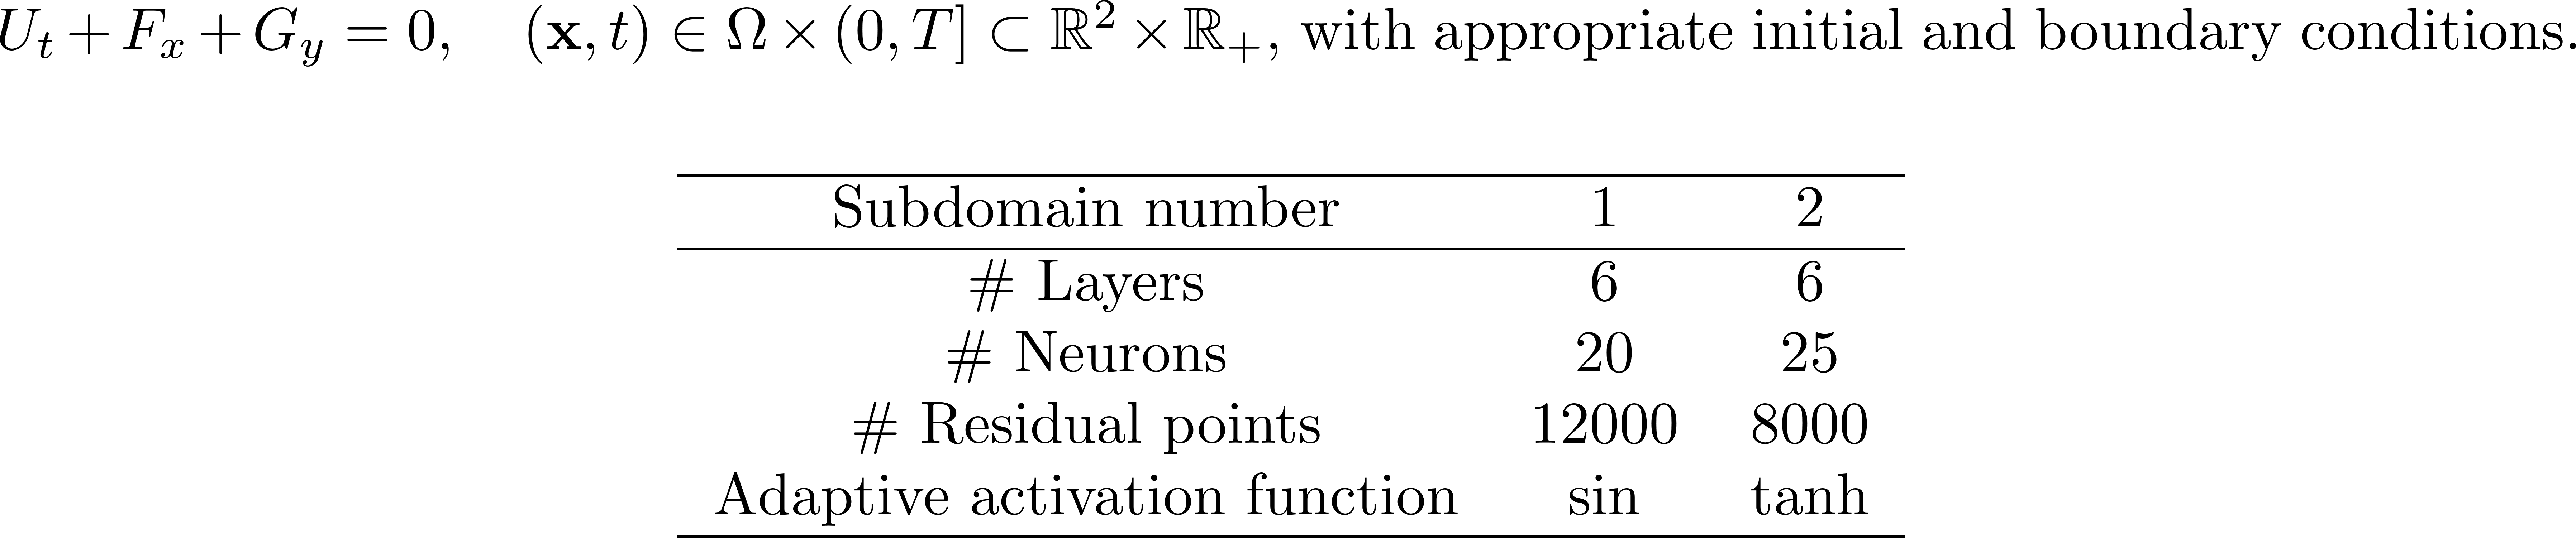 U_t + F_x + G_y = 0, (𝐱, t) ∈ Ω × (0, T] ⊂ ℝ² × ℝ₊, with appropriate initial and boundary conditions.
Subdomain number 1 2
# Layers 6 6
# Neurons 20 25
# Residual points 12000 8000
Adaptive activation function sin tanh